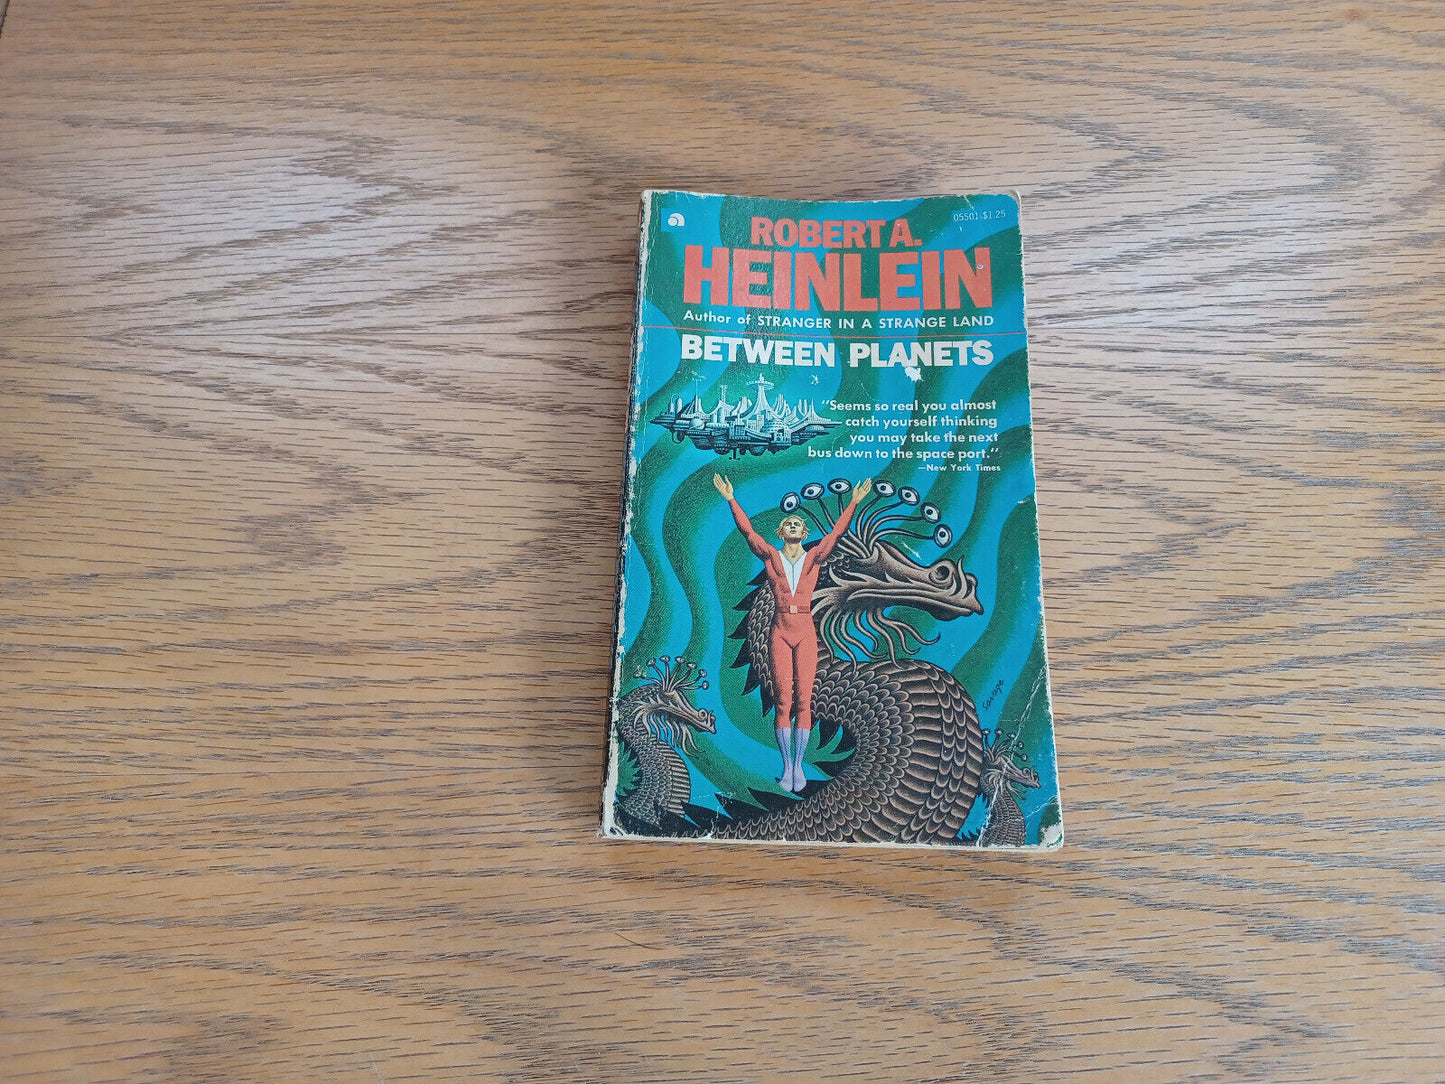 05501 $1.25
ROBERT A.
HEINLEIN
Author of STRANGER IN A STRANGE LAND
BETWEEN PLANETS
"Seems so real you almost
catch yourself thinking
you may take the next
bus down to the space port."
—New York Times